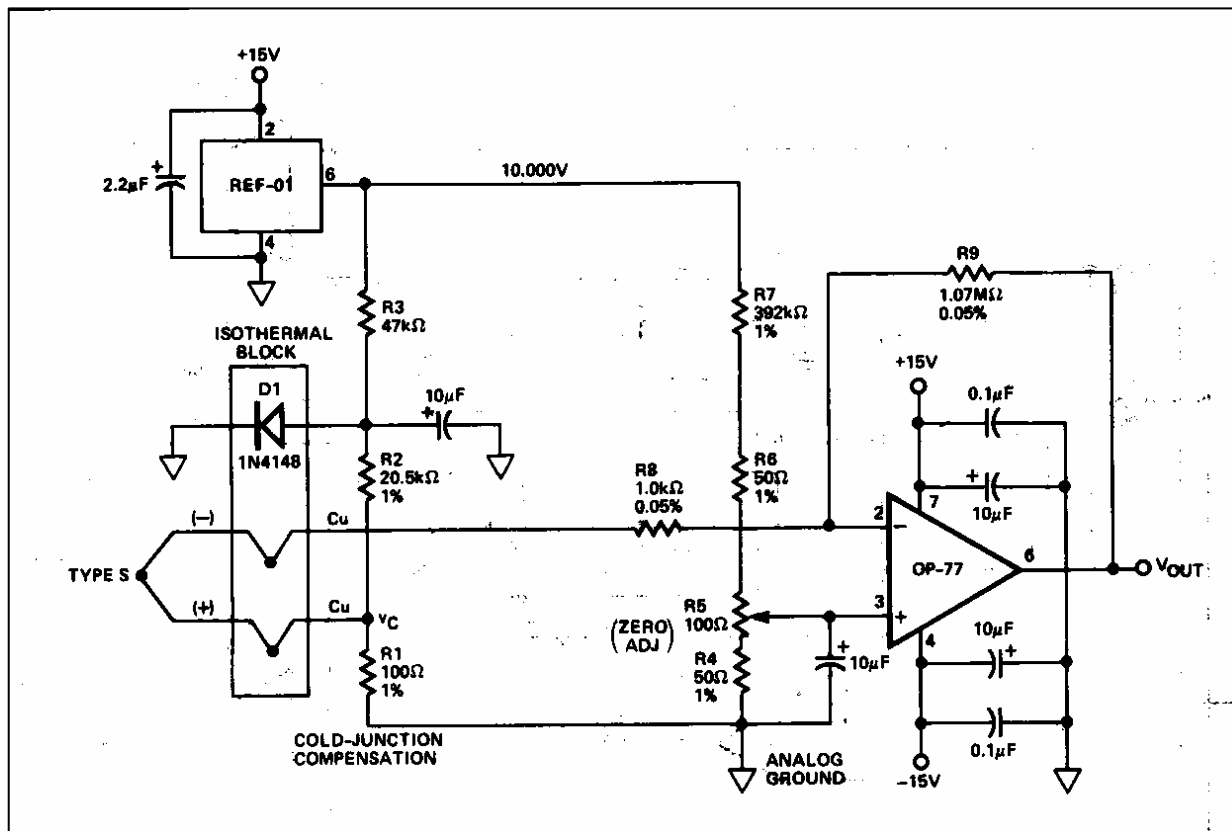 +15V
2
2.2μF
+
REF-01
6
10.000V
4
R3
47kΩ
R7
392kΩ
1%
R9
1.07MΩ
0.05%
ISOTHERMAL
BLOCK
D1
1N4148
10μF
+
+15V
0.1μF
R2
20.5kΩ
1%
R8
1.0kΩ
0.05%
R6
50Ω
1%
+
10μF
7
(−)
Cu
2
−
TYPE S
OP-77
6
VOUT
(+)
Cu
VC
R5
100Ω
(ZERO
ADJ)
3
+
4
R1
100Ω
1%
R4
50Ω
1%
+
10μF
10μF
+
0.1μF
COLD-JUNCTION
COMPENSATION
ANALOG
GROUND
−15V